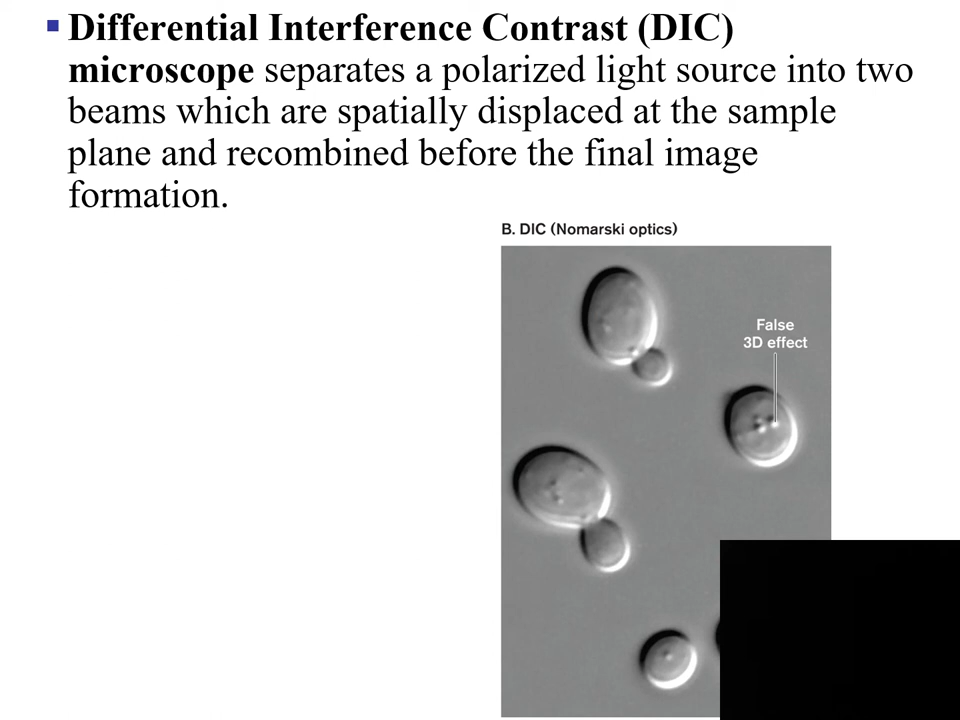 Differential Interference Contrast (DIC)
microscope separates a polarized light source into two
beams which are spatially displaced at the sample
plane and recombined before the final image
formation.
B. DIC (Nomarski optics)
False
3D effect